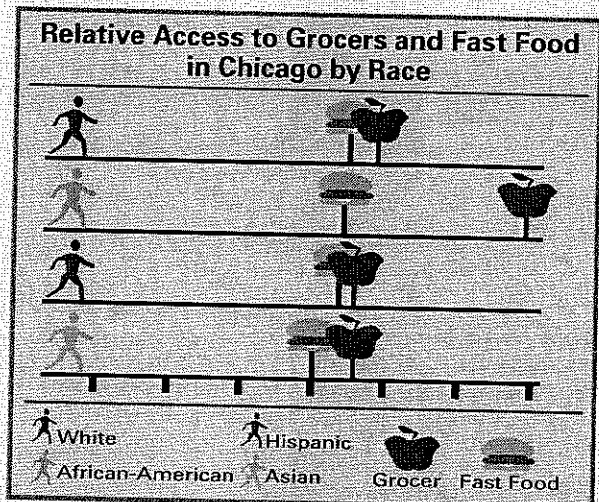 Relative Access to Grocers and Fast Food
in Chicago by Race
White
Hispanic
African-American
Asian
Grocer
Fast Food